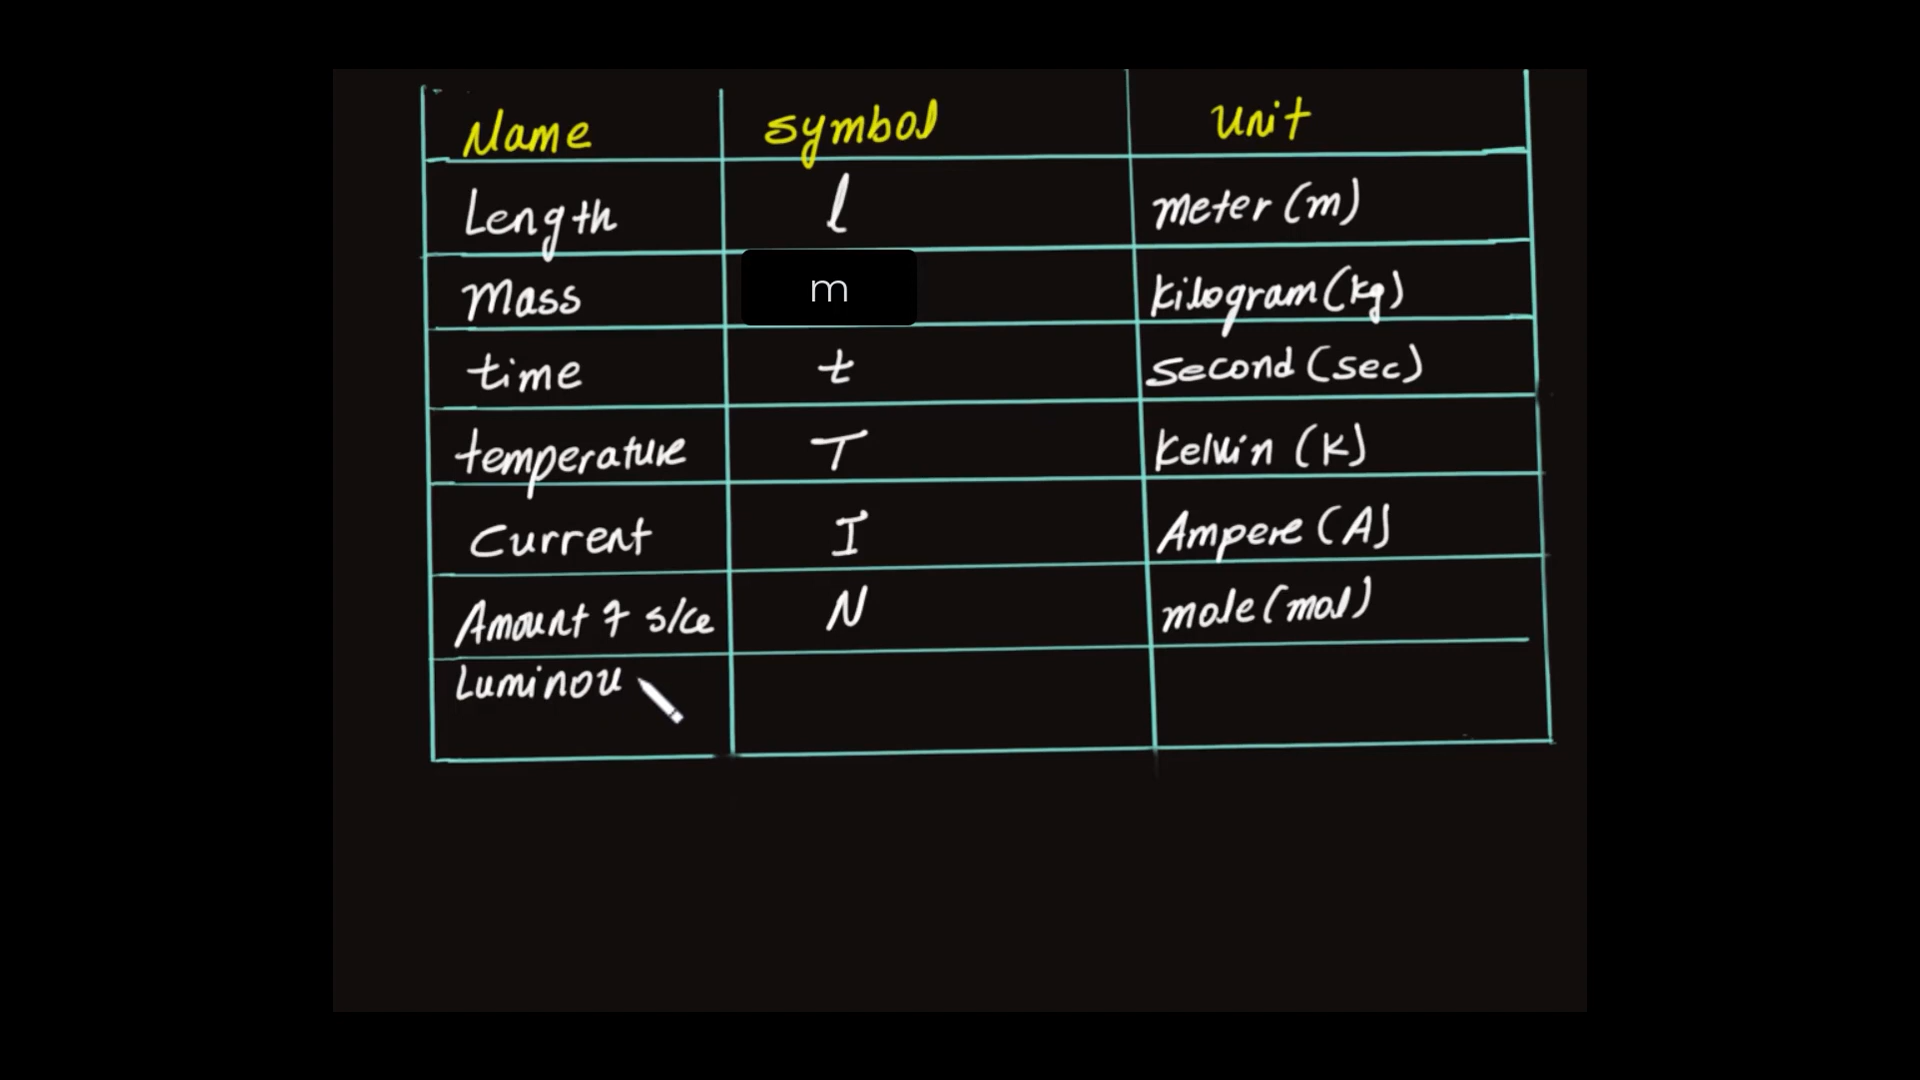 Name symbol unit
Length l meter (m)
Mass m kilogram (kg)
time t second (sec)
temperature T Kelvin (K)
Current I Ampere (A)
Amount of s/ce N mole (mol)
Luminou